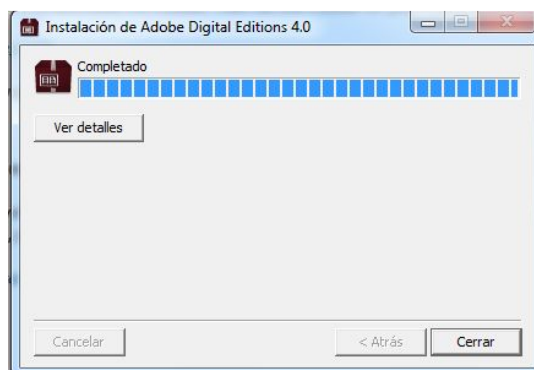 Instalación de Adobe Digital Editions 4.0
Completado
Ver detalles
Cancelar
< Atrás
Cerrar